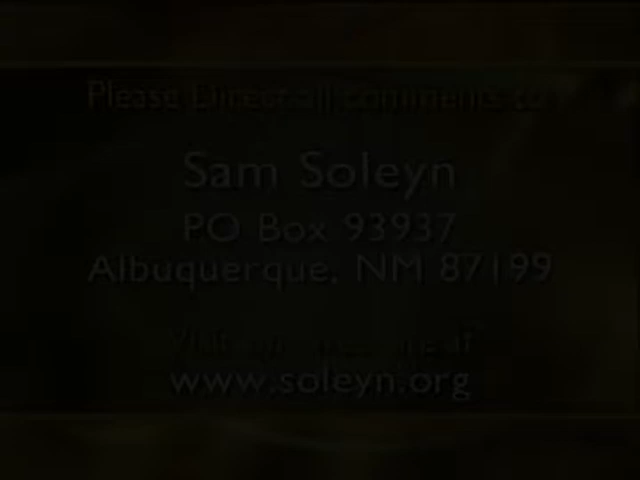 Please Direct all comments to
Sam Soleyn
PO Box 93937
Albuquerque, NM 87199
www.soleyn.org